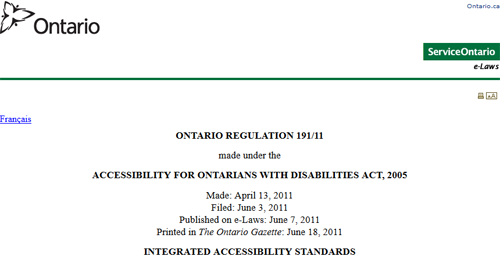 Ontario.ca
Ontario
ServiceOntario
e-Laws
AA
Français
ONTARIO REGULATION 191/11
made under the
ACCESSIBILITY FOR ONTARIANS WITH DISABILITIES ACT, 2005
Made: April 13, 2011
Filed: June 3, 2011
Published on e-Laws: June 7, 2011
Printed in The Ontario Gazette: June 18, 2011
INTEGRATED ACCESSIBILITY STANDARDS